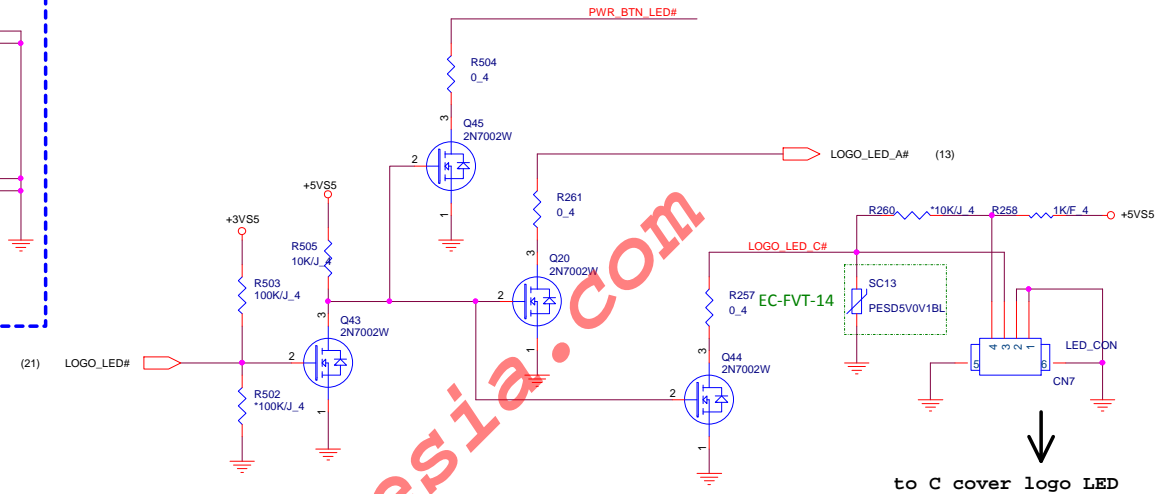 PWR_BTN_LED#
R504
0_4
3
Q45
2N7002W
2
1
LOGO_LED_A# (13)
R261
0_4
3
Q20
2N7002W
2
1
+5VS5
+3VS5
R505
10K/J_4
R503
100K/J_4
3
Q43
2N7002W
(21) LOGO_LED#
2
1
R502
*100K/J_4
LOGO_LED_C#
R257
0_4
3
Q44
2N7002W
2
1
EC-FVT-14
SC13
PESD5V0V1BL
R260
*10K/J_4
R258
1K/F_4
+5VS5
4
3
2
1
5
6
LED_CON
CN7
to C cover logo LED
esia.com